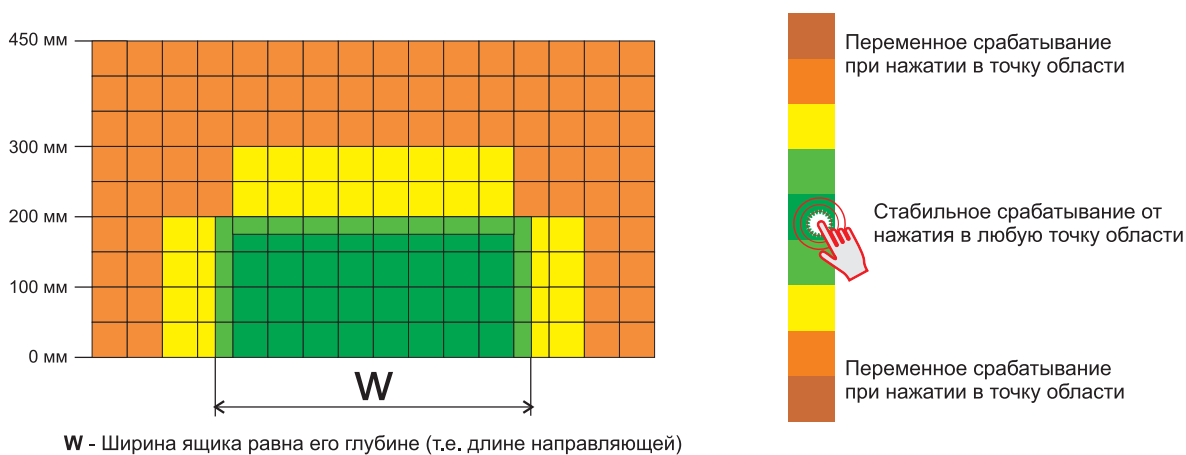 450 мм
300 мм
200 мм
100 мм
0 мм
W
W - Ширина ящика равна его глубине (т.е. длине направляющей)
Переменное срабатывание
при нажатии в точку области
Стабильное срабатывание от
нажатия в любую точку области
Переменное срабатывание
при нажатии в точку области